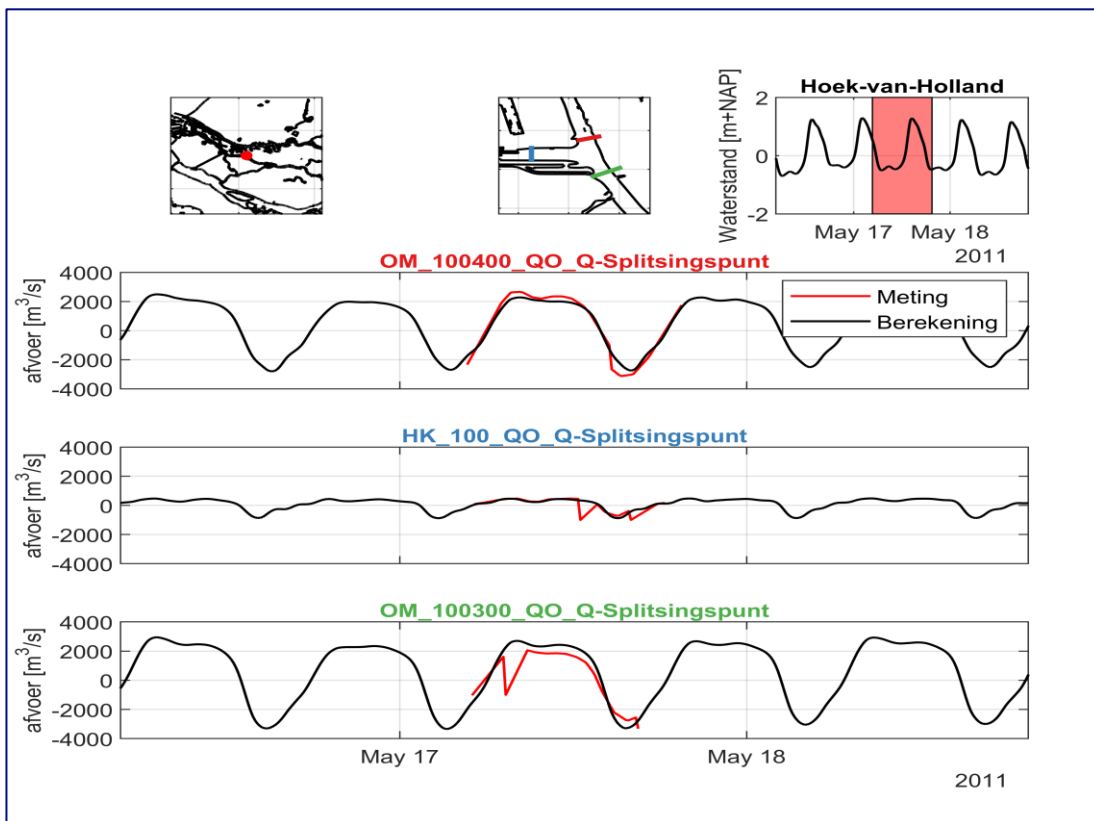 Hoek-van-Holland
Waterstand [m+NAP]
2
0
-2
May 17
May 18
2011
OM_100400_QO_Q-Splitsingspunt
afvoer [m³/s]
4000
2000
0
-2000
-4000
Meting
Berekening
HK_100_QO_Q-Splitsingspunt
afvoer [m³/s]
4000
2000
0
-2000
-4000
OM_100300_QO_Q-Splitsingspunt
afvoer [m³/s]
4000
2000
0
-2000
-4000
May 17
May 18
2011